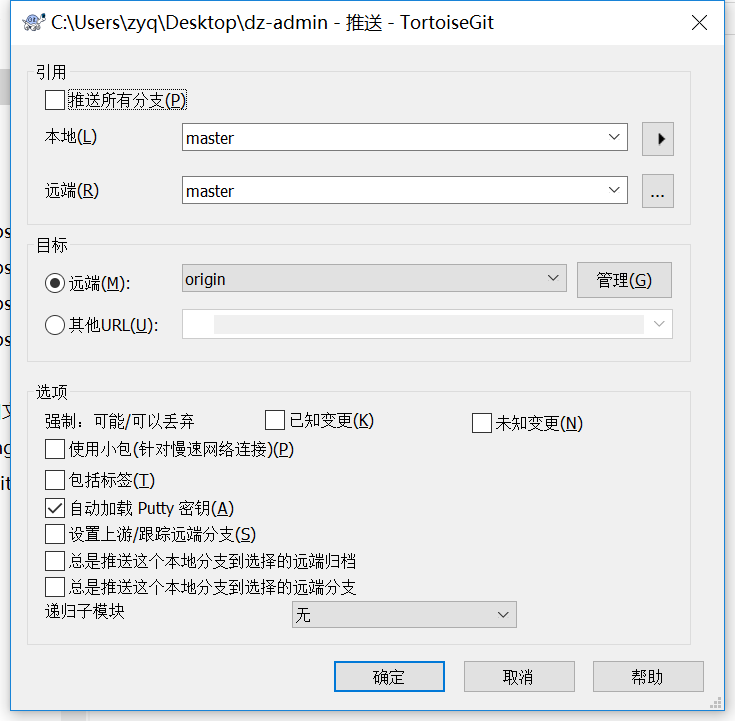 C:\Users\zyq\Desktop\dz-admin - 推送 - TortoiseGit
引用
推送所有分支(P)
本地(L)
master
远端(R)
master
...
目标
远端(M):
origin
管理(G)
其他URL(U):
选项
强制：可能/可以丢弃
已知变更(K)
未知变更(N)
使用小包(针对慢速网络连接)(P)
包括标签(T)
自动加载 Putty 密钥(A)
设置上游/跟踪远端分支(S)
总是推送这个本地分支到选择的远端归档
总是推送这个本地分支到选择的远端分支
递归子模块
无
确定
取消
帮助